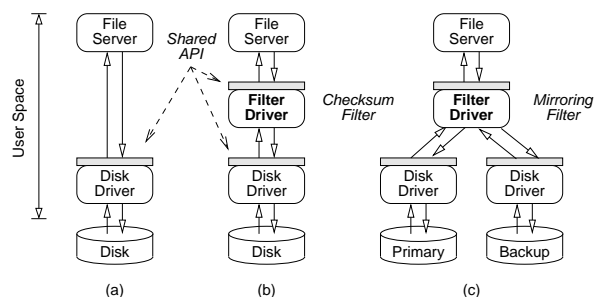 User Space
File
Server
Disk
Driver
Disk
(a)
Shared
API
File
Server
Filter
Driver
Disk
Driver
Disk
(b)
Checksum
Filter
File
Server
Filter
Driver
Mirroring
Filter
Disk
Driver
Disk
Driver
Primary
Backup
(c)